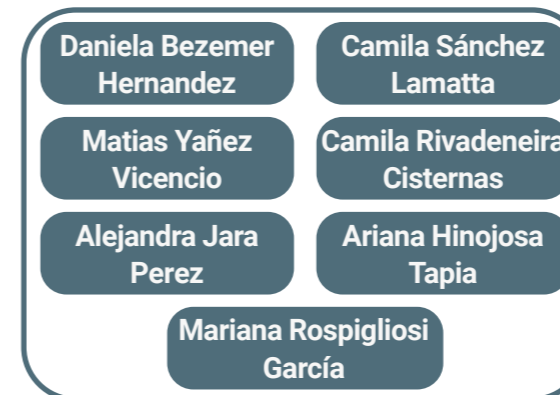 Daniela Bezemer
Hernandez
Camila Sánchez
Lamatta
Matias Yañez
Vicencio
Camila Rivadeneira
Cisternas
Alejandra Jara
Perez
Ariana Hinojosa
Tapia
Mariana Rospigliosi
García